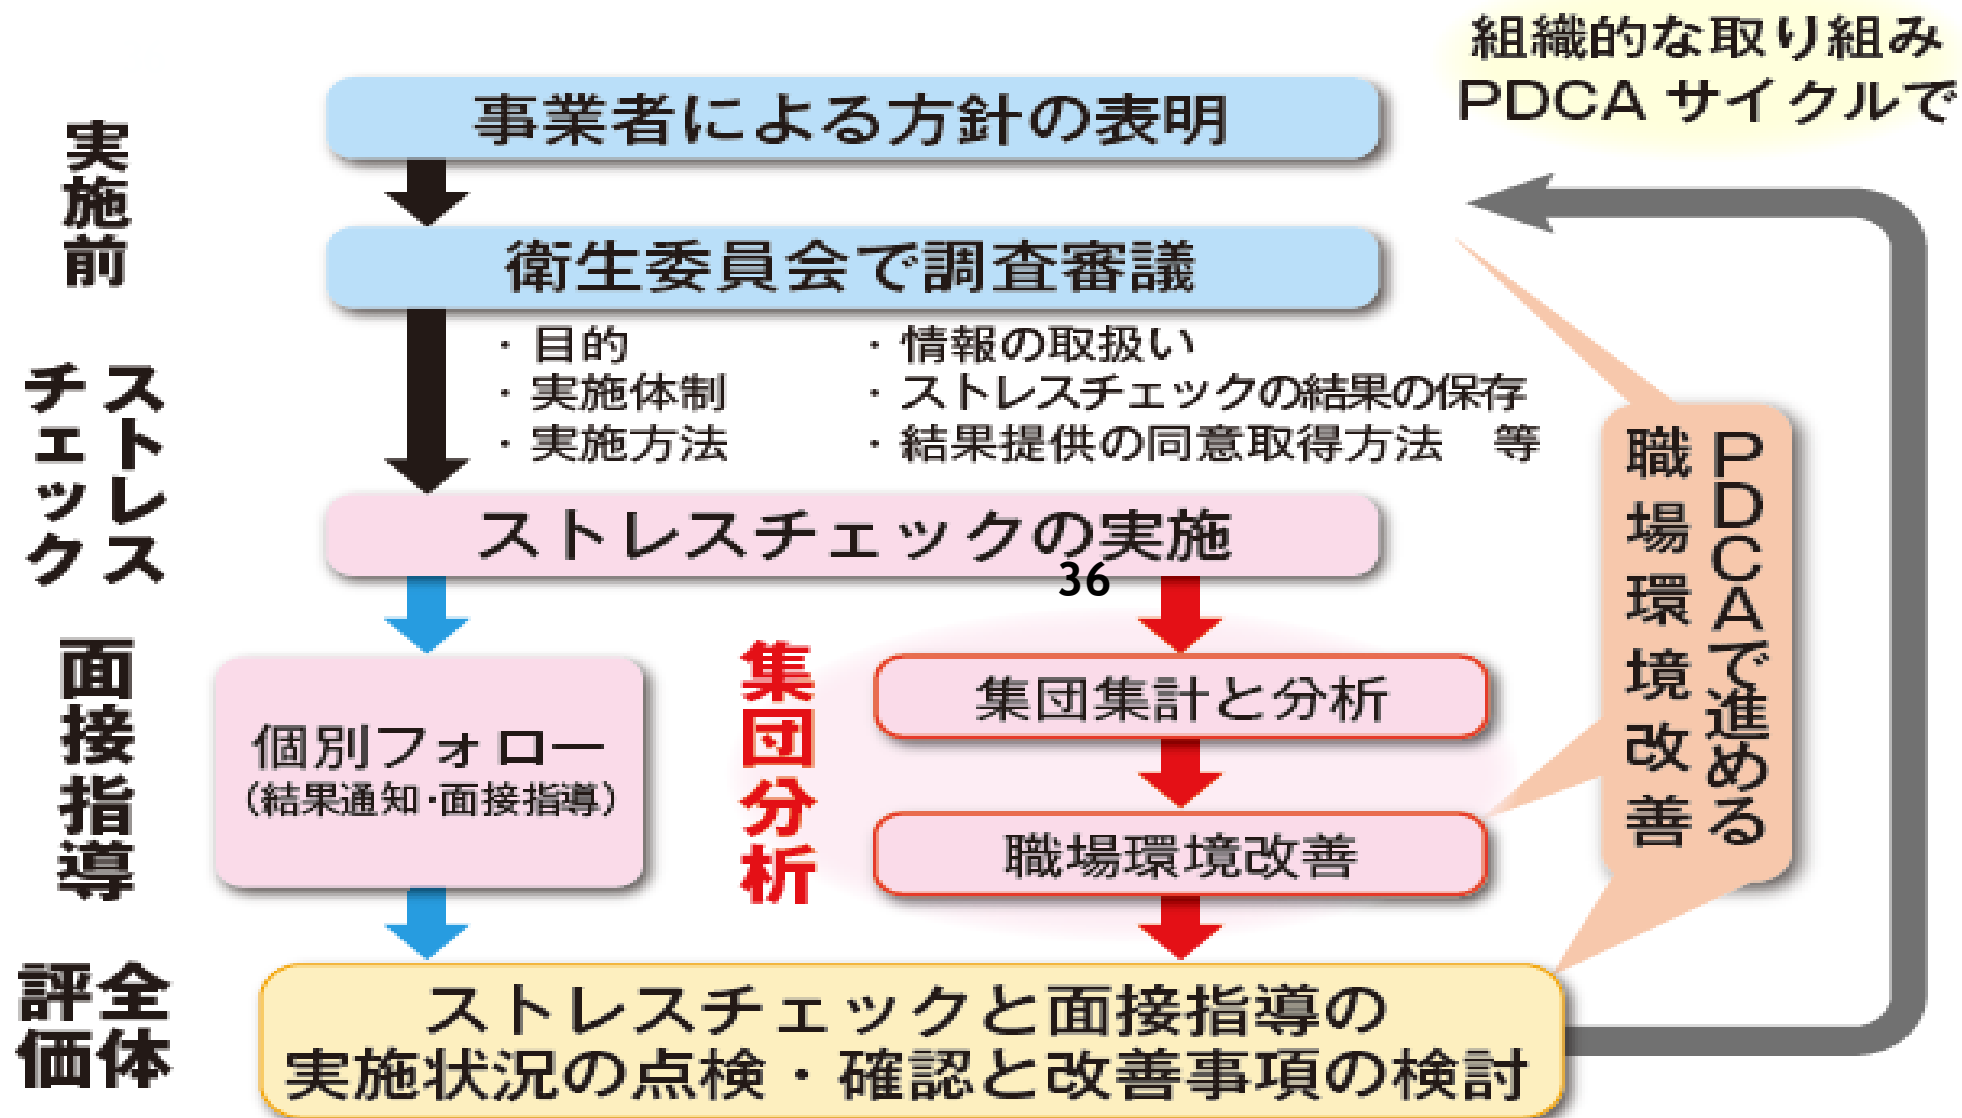 組織的な取り組み
PDCA サイクルで
実施前
事業者による方針の表明
衛生委員会で調査審議
・目的
・実施体制
・実施方法
・情報の取扱い
・ストレスチェックの結果の保存
・結果提供の同意取得方法　等
ストレス
チェック
ストレスチェックの実施
36
面接指導
個別フォロー
（結果通知・面接指導）
集団分析
集団集計と分析
職場環境改善
PDCAで進める
職場環境改善
全体
評価
ストレスチェックと面接指導の
実施状況の点検・確認と改善事項の検討